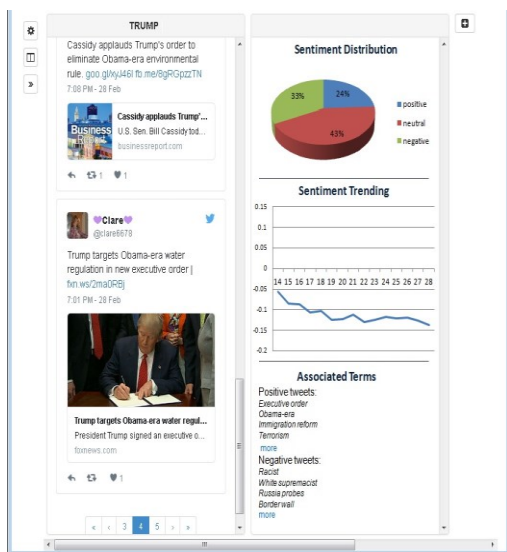 TRUMP
Cassidy applauds Trump's order to
eliminate Obama-era environmental
rule. goo.gl/xyJ46l fb.me/8gRGpzzTN
7:08 PM - 28 Feb
Business
Report
Cassidy applauds Trump'...
U.S. Sen. Bill Cassidy tod...
businessreport.com
1
1
Clare
@clare6678
Trump targets Obama-era water
regulation in new executive order |
fxn.ws/2ma0RBj
7:01 PM - 28 Feb
Trump targets Obama-era water regul...
President Trump signed an executive o...
foxnews.com
1
« ‹ 3 4 5 › »
Sentiment Distribution
33%
24%
43%
positive
neutral
negative
Sentiment Trending
0.15
0.1
0.05
0
14 15 16 17 18 19 20 21 22 23 24 25 26 27 28
-0.05
-0.1
-0.15
-0.2
Associated Terms
Positive tweets:
Executive order
Obama-era
Immigration reform
Terrorism
more
Negative tweets:
Racist
White supremacist
Russia probes
Border wall
more